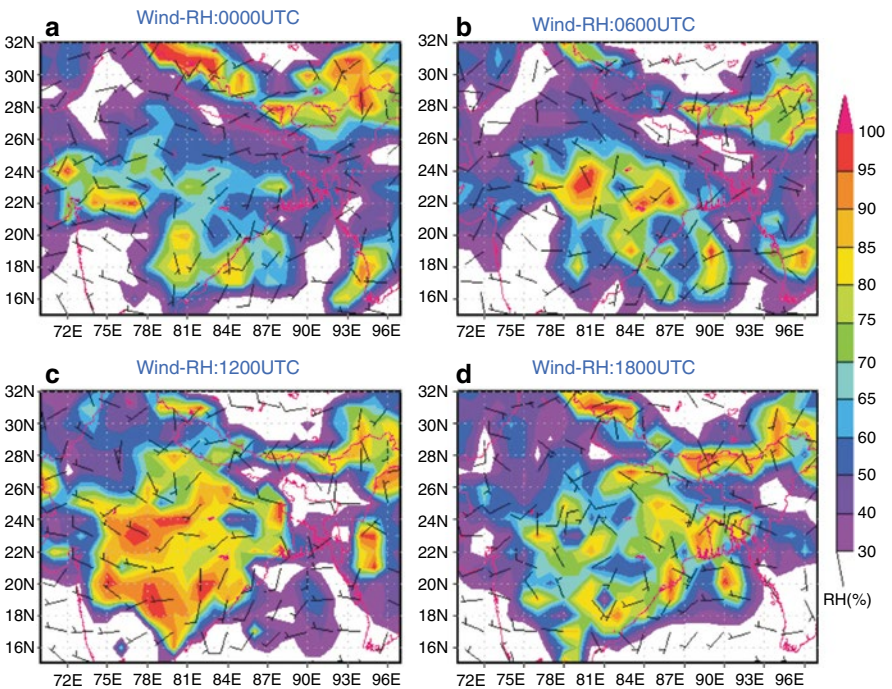 a Wind-RH:0000UTC
32N
30N
28N
26N
24N
22N
20N
18N
16N
72E 75E 78E 81E 84E 87E 90E 93E 96E
b Wind-RH:0600UTC
32N
30N
28N
26N
24N
22N
20N
18N
16N
72E 75E 78E 81E 84E 87E 90E 93E 96E
c Wind-RH:1200UTC
32N
30N
28N
26N
24N
22N
20N
18N
16N
72E 75E 78E 81E 84E 87E 90E 93E 96E
d Wind-RH:1800UTC
32N
30N
28N
26N
24N
22N
20N
18N
16N
72E 75E 78E 81E 84E 87E 90E 93E 96E
100
95
90
85
80
75
70
65
60
50
40
30
RH(%)